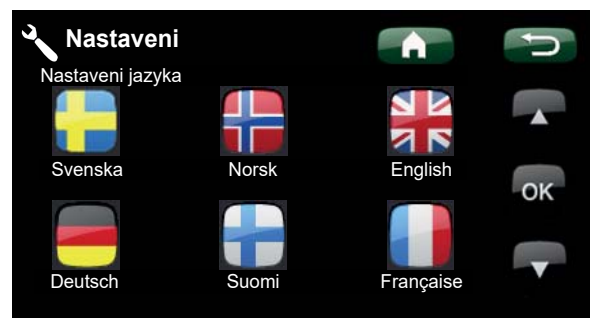 Nastaveni
Nastaveni jazyka
Svenska
Norsk
English
OK
Deutsch
Suomi
Française